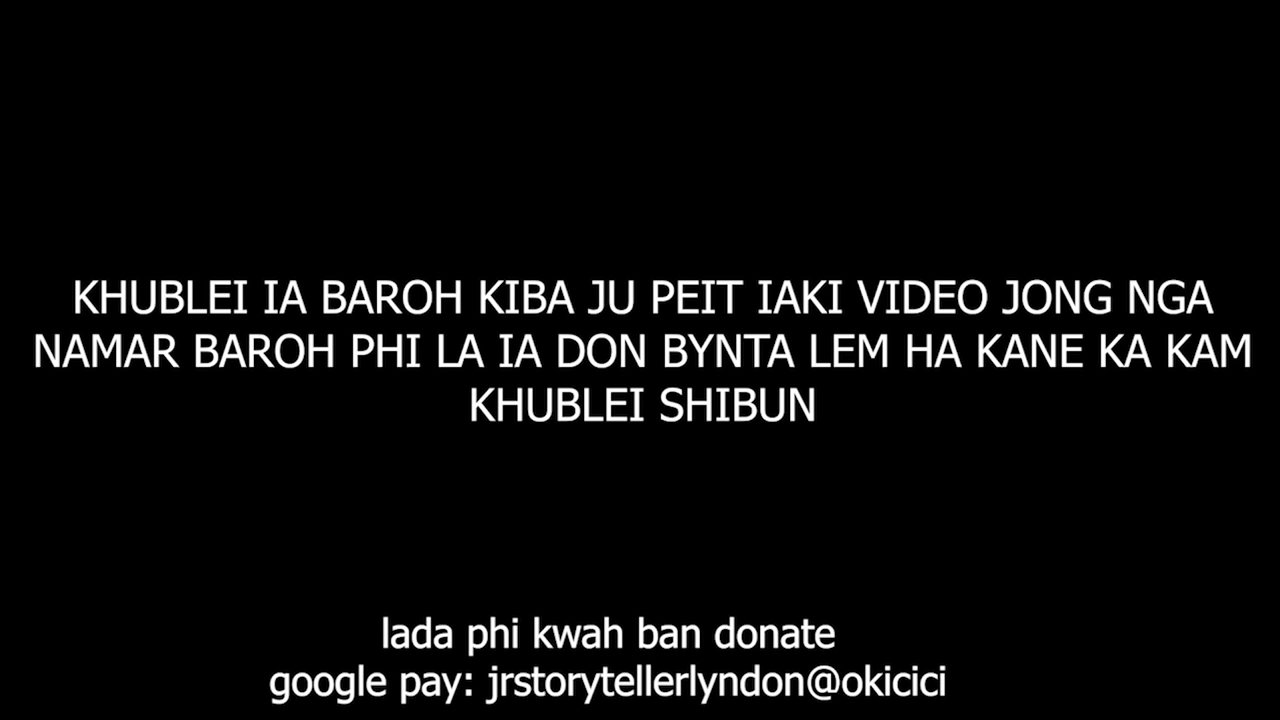 KHUBLEI IA BAROH KIBA JU PEIT IAKI VIDEO JONG NGA
NAMAR BAROH PHI LA IA DON BYNTA LEM HA KANE KA KAM
KHUBLEI SHIBUN
lada phi kwah ban donate
google pay: jrstorytellerlyndon@okicici